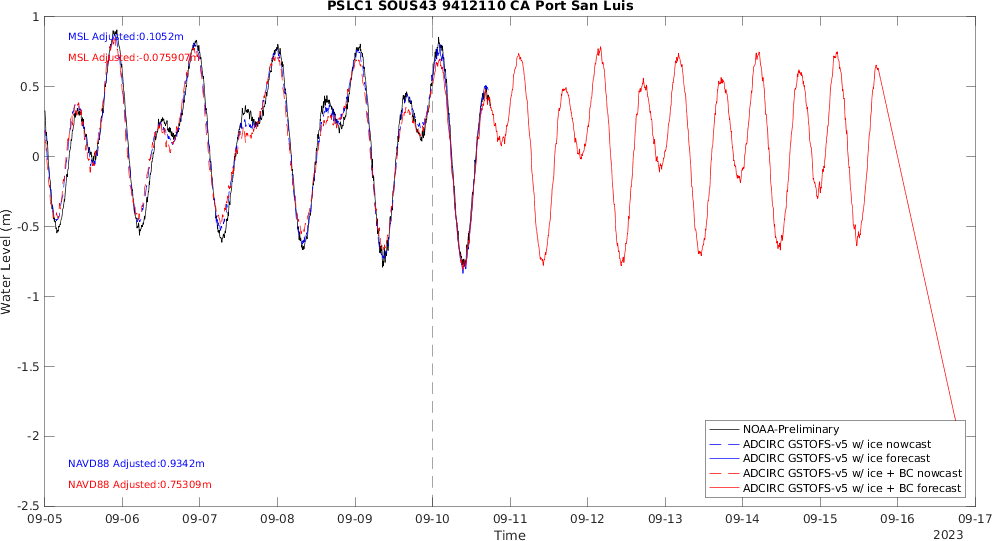 PSLC1 SOUS43 9412110 CA Port San Luis
MSL Adjusted:0.1052m
MSL Adjusted:-0.075907m
1
0.5
0
-0.5
-1
-1.5
-2
-2.5
Water Level (m)
NAVD88 Adjusted:0.9342m
NAVD88 Adjusted:0.75309m
NOAA-Preliminary
ADCIRC GSTOFS-v5 w/ ice nowcast
ADCIRC GSTOFS-v5 w/ ice forecast
ADCIRC GSTOFS-v5 w/ ice + BC nowcast
ADCIRC GSTOFS-v5 w/ ice + BC forecast
09-05 09-06 09-07 09-08 09-09 09-10 09-11 09-12 09-13 09-14 09-15 09-16 09-17
Time
2023